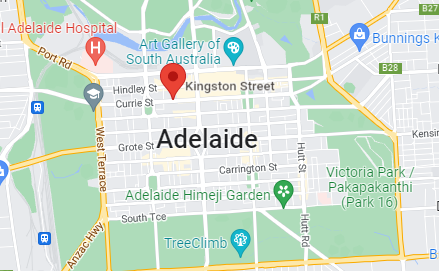 R1
l Adelaide Hospital
H
Port Rd
Art Gallery of
South Australia
Bunnings K
B28
Hindley St
Kingston Street
Currie St
Adelaide
Kensin
West Terrace
Grote St
Hutt St
Carrington St
Victoria Park /
Pakapakanthi
(Park 16)
Adelaide Himeji Garden
South Tce
Hutt Rd
Anzac Hwy
TreeClimb